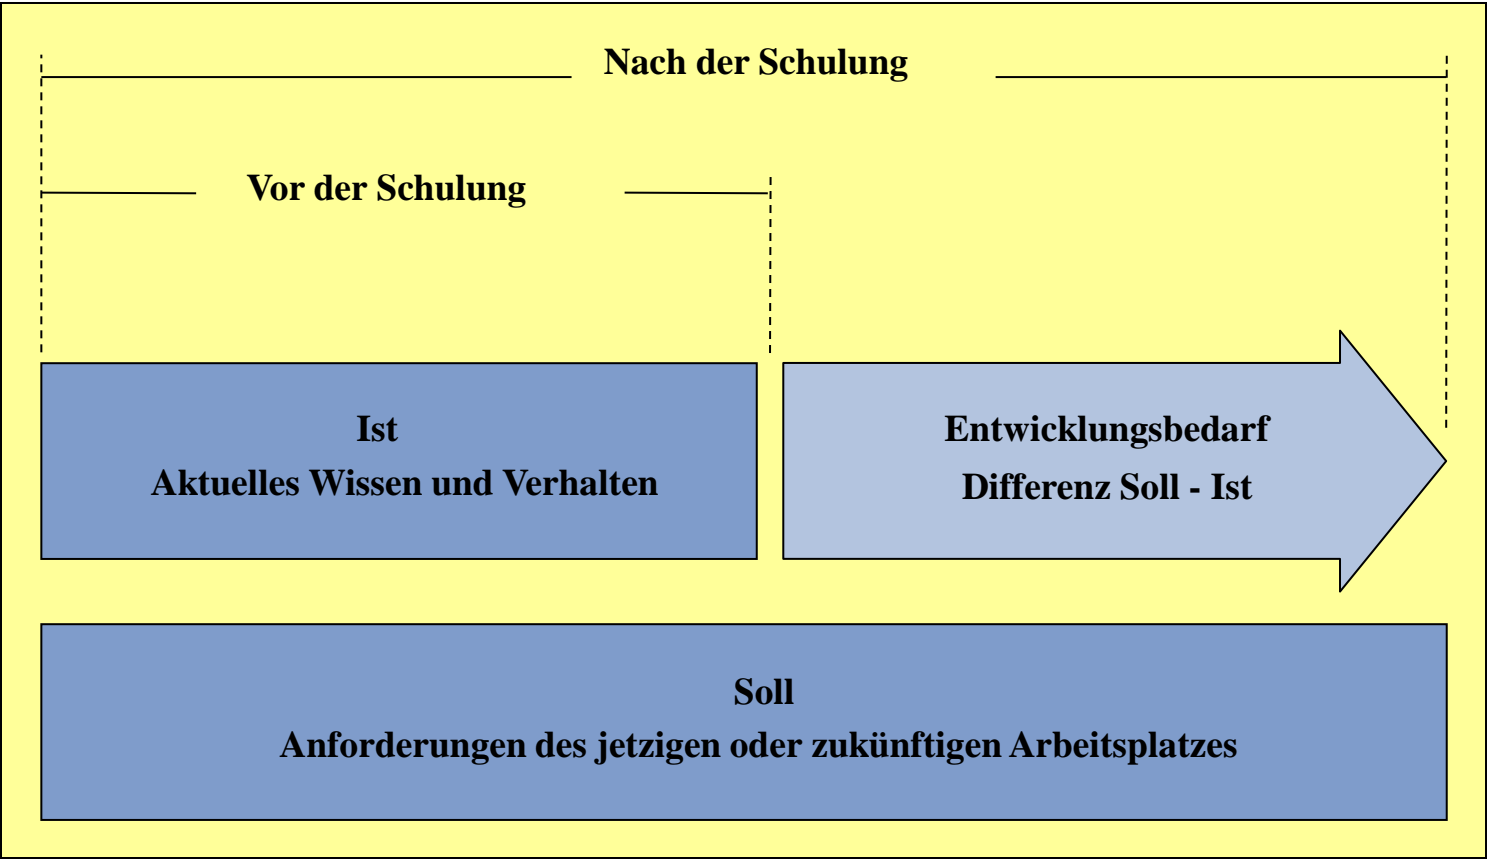 Nach der Schulung
Vor der Schulung
Ist
Aktuelles Wissen und Verhalten
Entwicklungsbedarf
Differenz Soll - Ist
Soll
Anforderungen des jetzigen oder zukünftigen Arbeitsplatzes